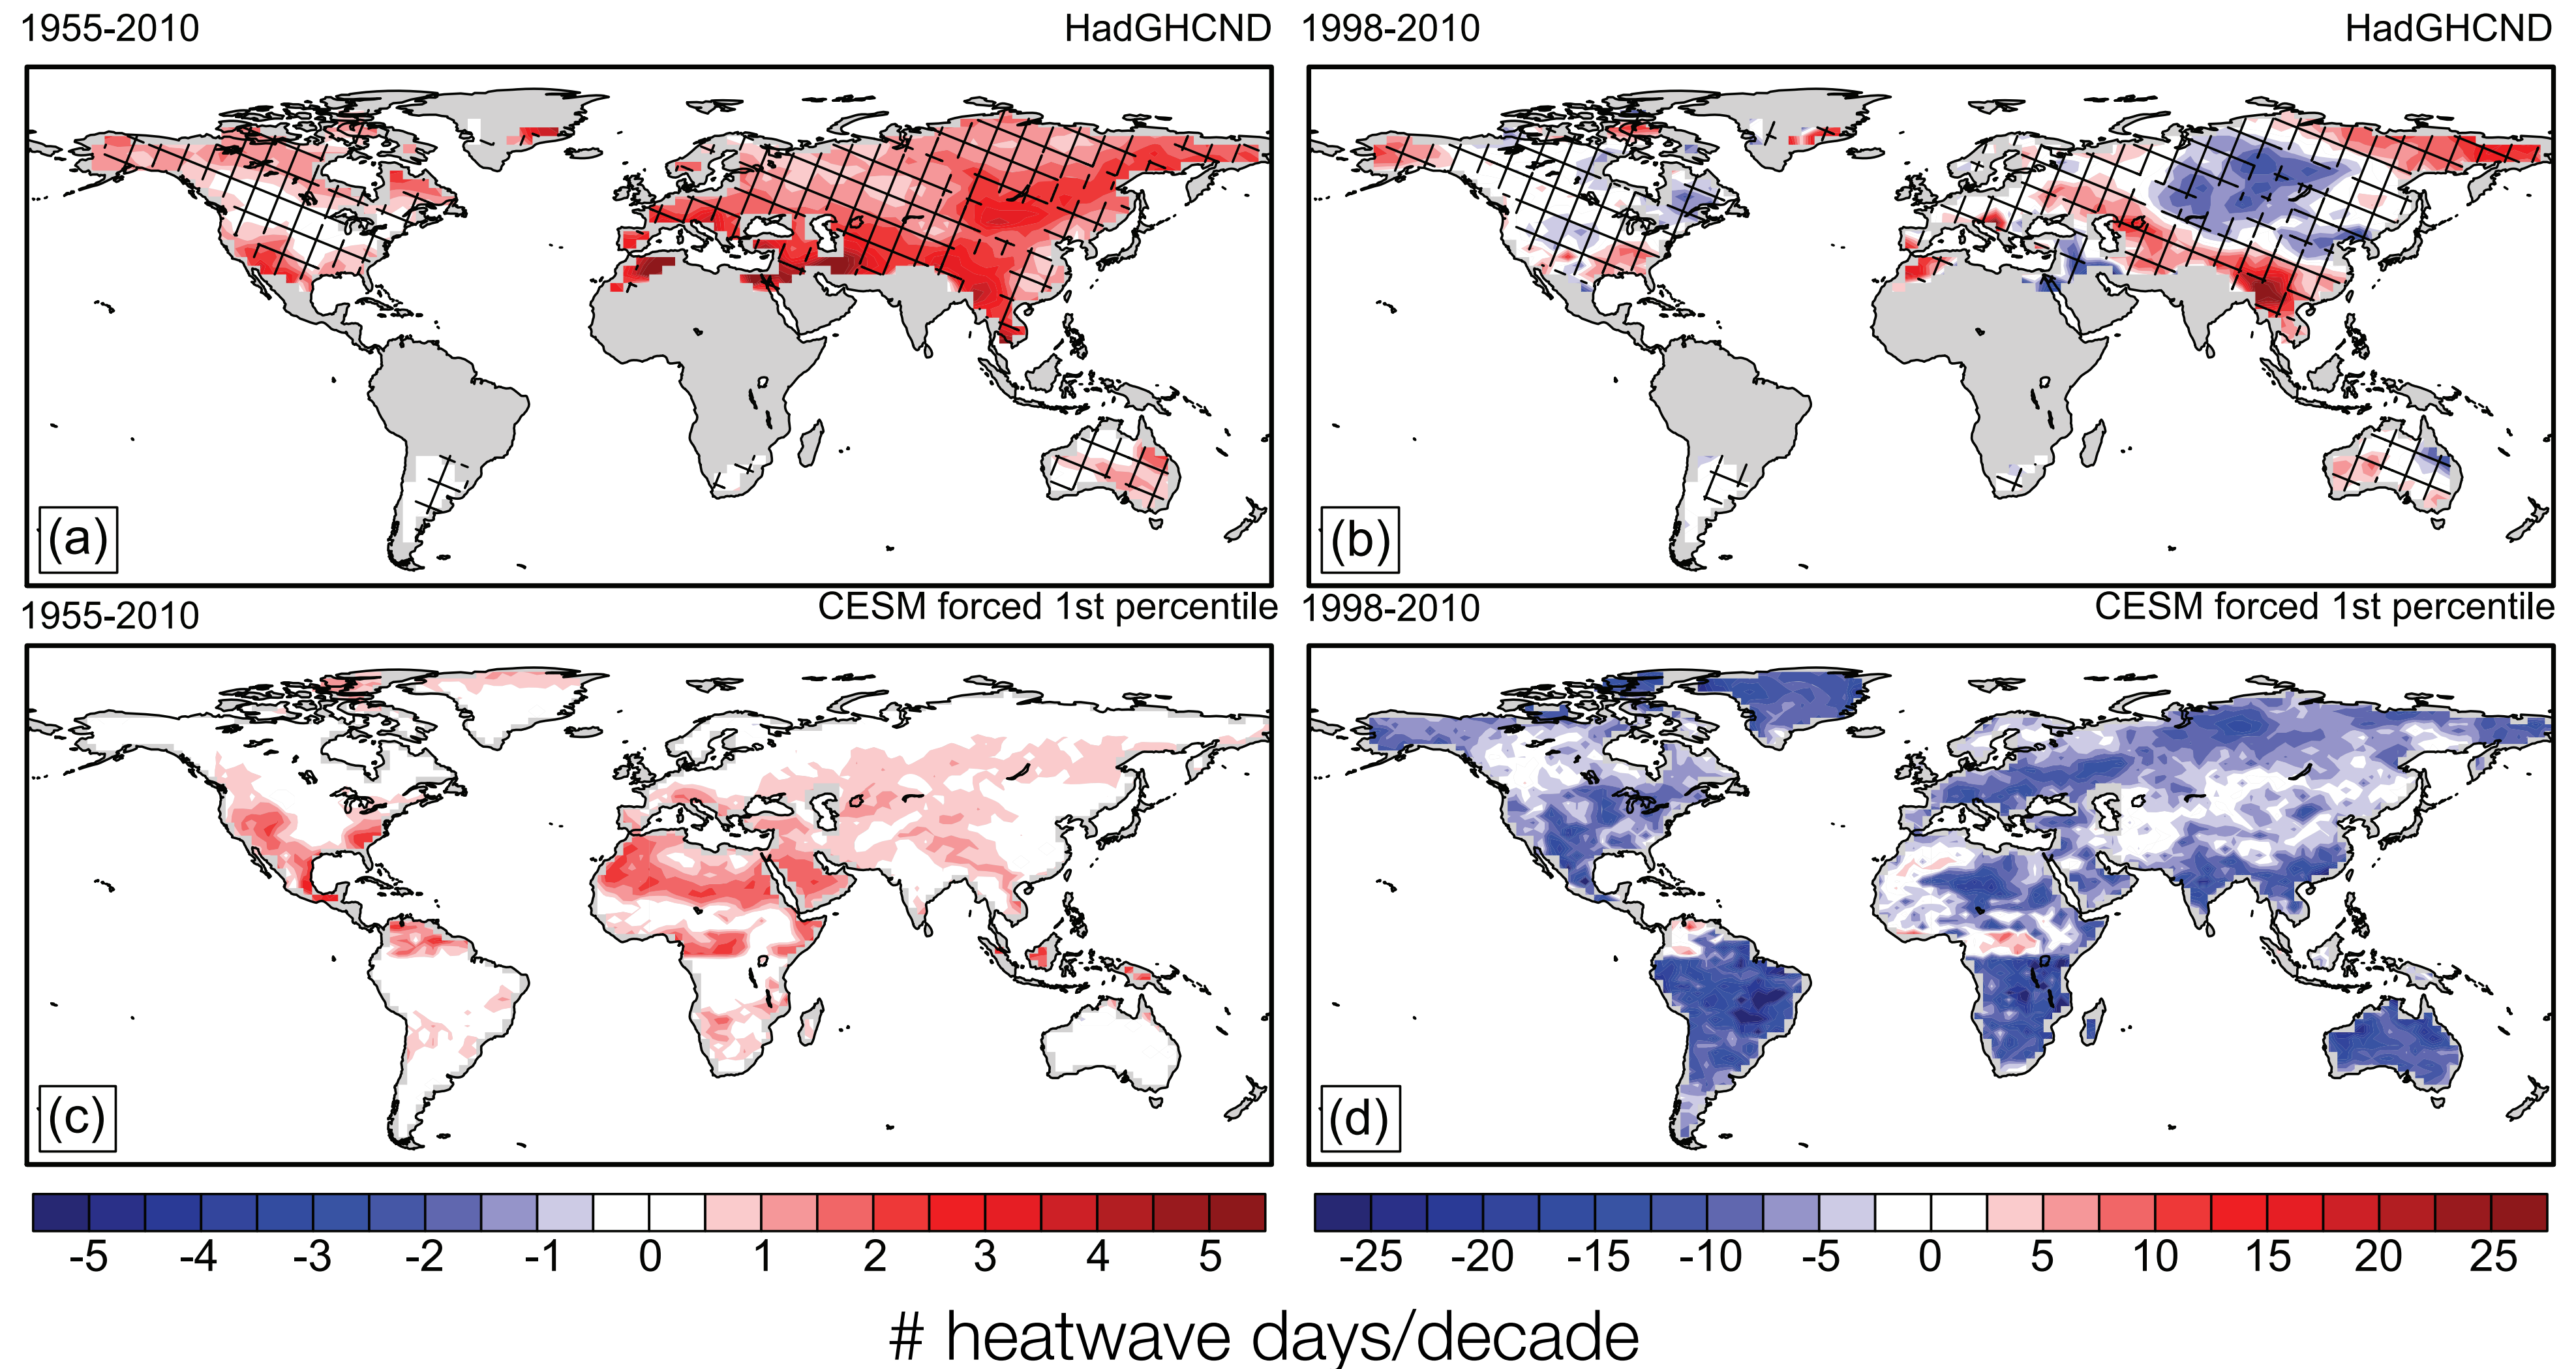 1955-2010 HadGHCND
1998-2010 HadGHCND
(a)
(b)
1955-2010 CESM forced 1st percentile
1998-2010 CESM forced 1st percentile
(c)
(d)
-5 -4 -3 -2 -1 0 1 2 3 4 5
-25 -20 -15 -10 -5 0 5 10 15 20 25
# heatwave days/decade